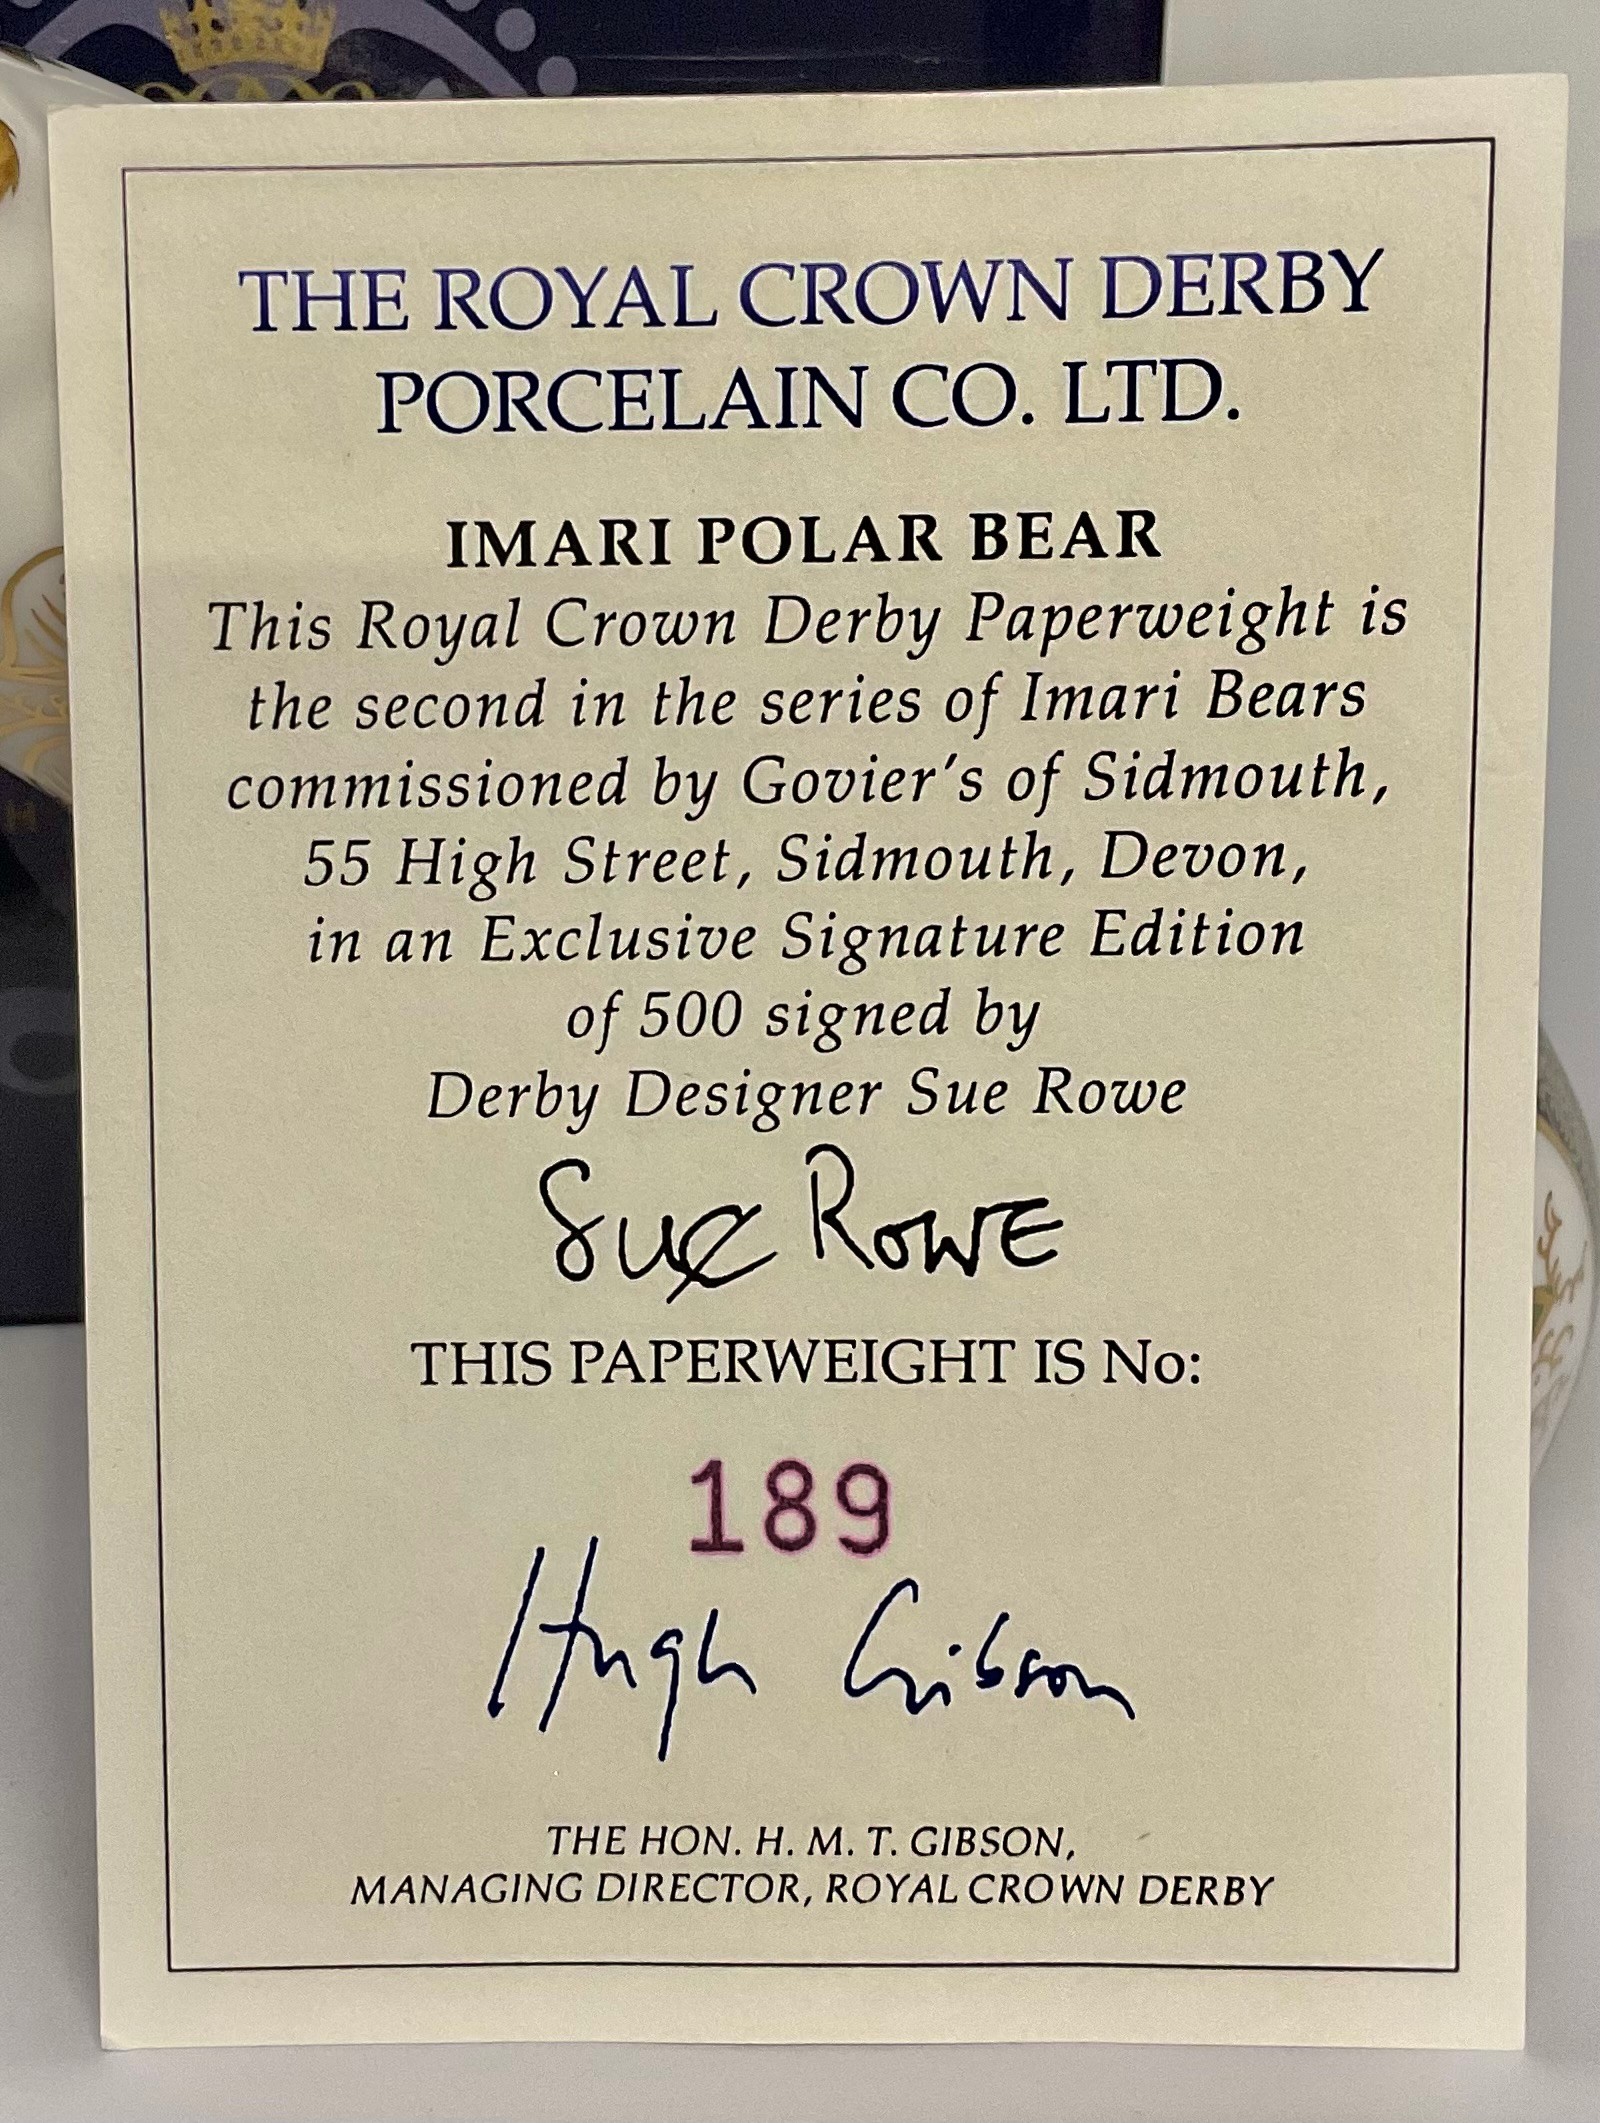 THE ROYAL CROWN DERBY
PORCELAIN CO. LTD.
IMARI POLAR BEAR
This Royal Crown Derby Paperweight is
the second in the series of Imari Bears
commissioned by Govier's of Sidmouth,
55 High Street, Sidmouth, Devon,
in an Exclusive Signature Edition
of 500 signed by
Derby Designer Sue Rowe
Sue Rowe
THIS PAPERWEIGHT IS No:
189
Hugh Gibson
THE HON. H. M. T. GIBSON,
MANAGING DIRECTOR, ROYAL CROWN DERBY